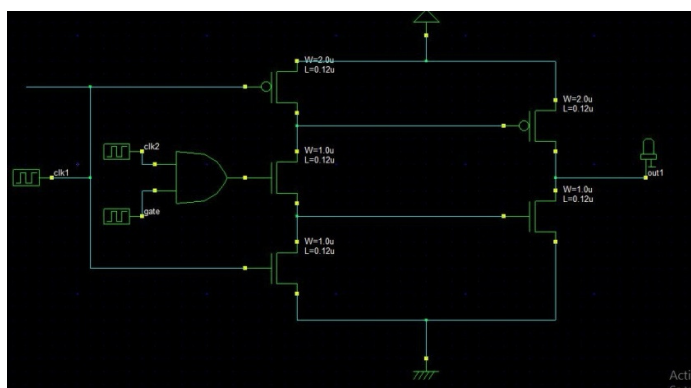 W=2.0u
L=0.12u
W=2.0u
L=0.12u
clk2
W=1.0u
L=0.12u
clk1
out1
W=1.0u
L=0.12u
gate
W=1.0u
L=0.12u
Acti